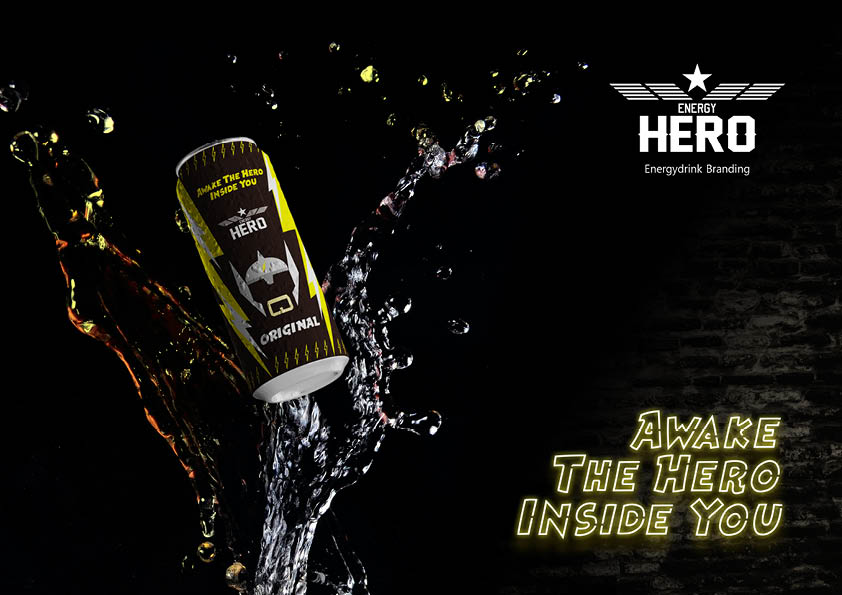 ENERGY
HERO
Energydrink Branding
AWAKE THE HERO
INSIDE YOU
HERO
ORIGINAL
AWAKE
THE HERO
INSIDE YOU